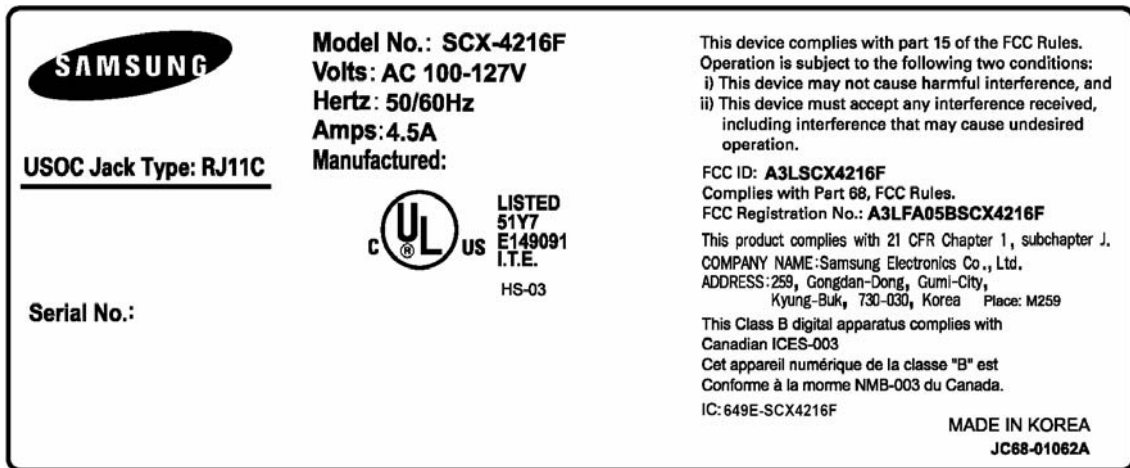 SAMSUNG
USOC Jack Type: RJ11C
Serial No.:
Model No.: SCX-4216F
Volts: AC 100-127V
Hertz: 50/60Hz
Amps:4.5A
Manufactured:
C UL ® US
LISTED
51Y7
E149091
I.T.E.
HS-03
This device complies with part 15 of the FCC Rules.
Operation is subject to the following two conditions:
i) This device may not cause harmful interference, and
ii) This device must accept any interference received,
including interference that may cause undesired
operation.
FCC ID: A3LSCX4216F
Complies with Part 68, FCC Rules.
FCC Registration No.: A3LFA05BSCX4216F
This product complies with 21 CFR Chapter 1, subchapter J.
COMPANY NAME:Samsung Electronics Co., Ltd.
ADDRESS:259, Gongdan-Dong, Gumi-City,
Kyung-Buk, 730-030, Korea Place: M259
This Class B digital apparatus complies with
Canadian ICES-003
Cet appareil numérique de la classe "B" est
Conforme à la morme NMB-003 du Canada.
IC:649E-SCX4216F
MADE IN KOREA
JC68-01062A